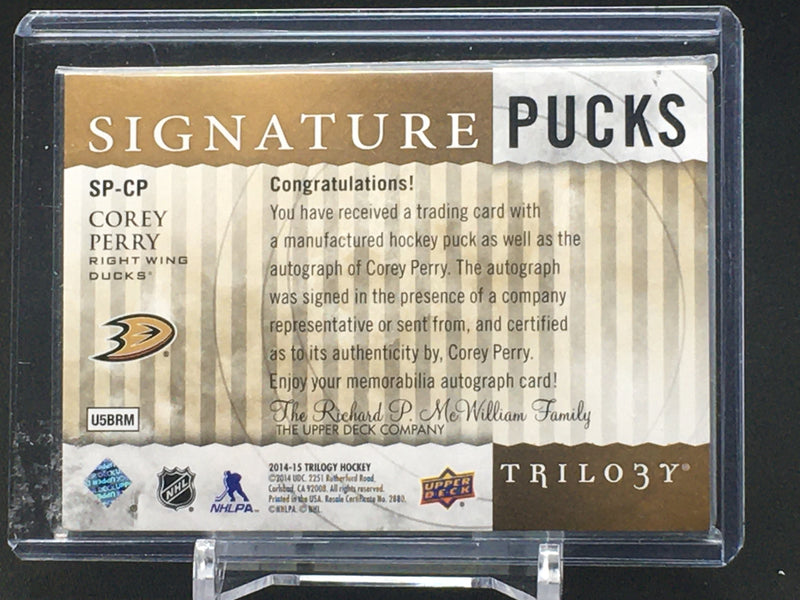 SIGNATURE PUCKS
SP-CP
COREY
PERRY
RIGHT WING
DUCKS®
U5BRM
Congratulations!
You have received a trading card with
a manufactured hockey puck as well as the
autograph of Corey Perry. The autograph
was signed in the presence of a company
representative or sent from, and certified
as to its authenticity by, Corey Perry.
Enjoy your memorabilia autograph card!
The Richard P. McWilliam Family
THE UPPER DECK COMPANY
NHL
NHLPA™
2014-15 TRILOGY HOCKEY
©2014 UDC. 2251 Rutherford Road,
Carlsbad, CA 92008. All rights reserved.
Printed in the USA. Resale Certificate No. 2880.
©NHLPA. ©NHL.
UPPER
DECK
TRILO3Y®